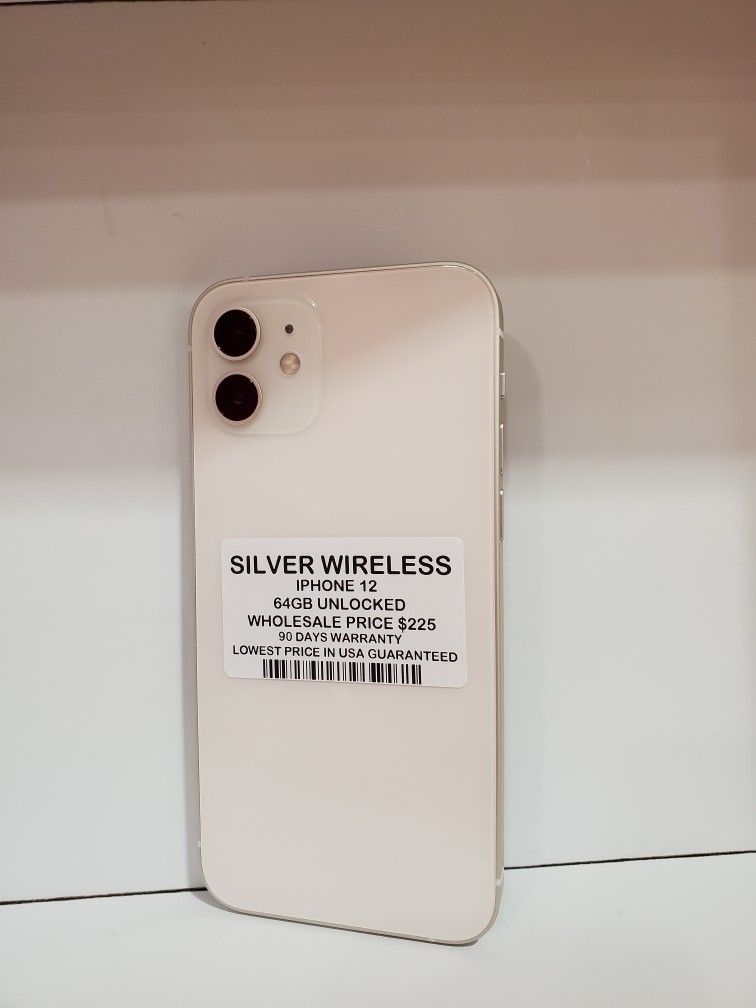 SILVER WIRELESS
IPHONE 12
64GB UNLOCKED
WHOLESALE PRICE $225
90 DAYS WARRANTY
LOWEST PRICE IN USA GUARANTEED